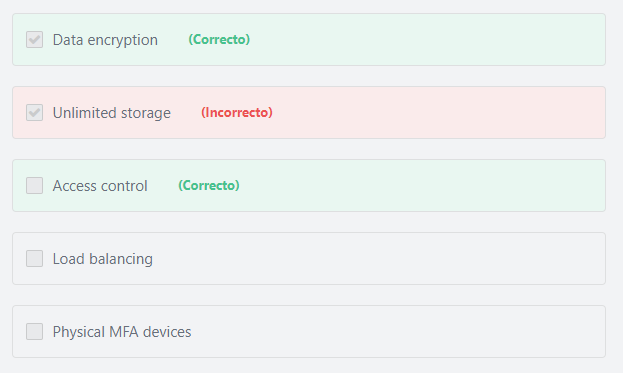 Data encryption (Correcto)
Unlimited storage (Incorrecto)
Access control (Correcto)
Load balancing
Physical MFA devices